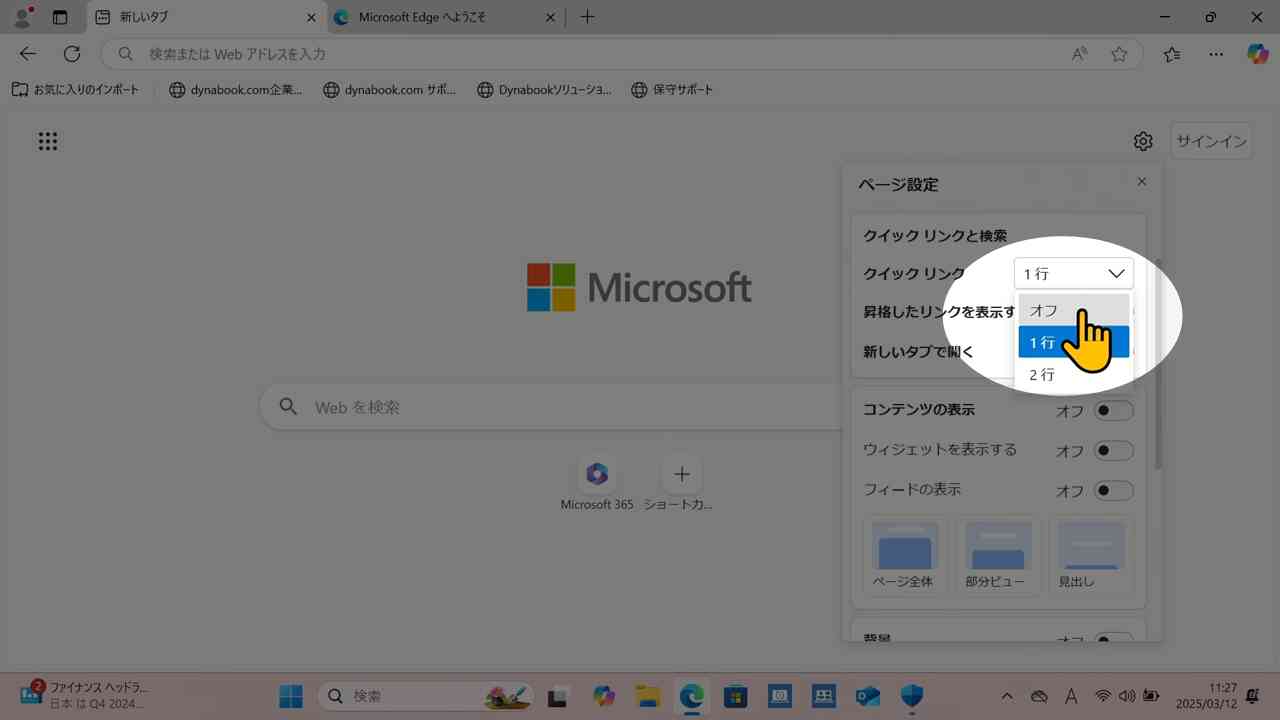 新しいタブ
Microsoft Edge へようこそ
検索または Web アドレスを入力
お気に入りのインポート
dynabook.com企業...
dynabook.com サポ...
Dynabookソリューショ...
保守サポート
サインイン
ページ設定
クイック リンクと検索
クイック リンク
1 行
昇格したリンクを表示す
オフ
新しいタブで開く
1 行
2 行
Microsoft
Web を検索
コンテンツの表示
オフ
ウィジェットを表示する
オフ
フィードの表示
オフ
Microsoft 365
ショートカ...
ページ全体
部分ビュー
見出し
背景
オフ
2
ファイナンス ヘッドラ...
日本 は Q4 2024...
検索
A
11:27
2025/03/12